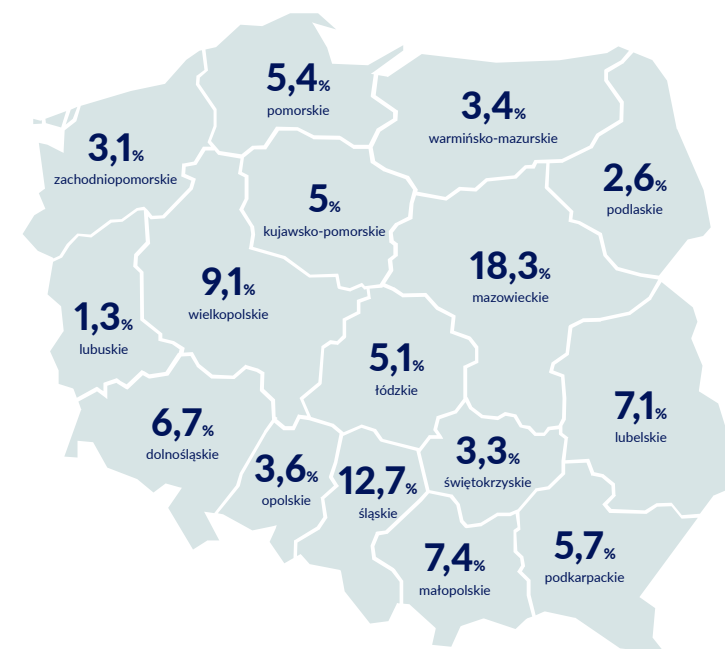 5,4%
pomorskie
3,4%
warmińsko-mazurskie
3,1%
zachodniopomorskie
2,6%
podlaskie
5%
kujawsko-pomorskie
18,3%
mazowieckie
9,1%
wielkopolskie
1,3%
lubuskie
5,1%
łódzkie
7,1%
lubelskie
6,7%
dolnośląskie
3,3%
świętokrzyskie
3,6%
opolskie
12,7%
śląskie
5,7%
podkarpackie
7,4%
małopolskie